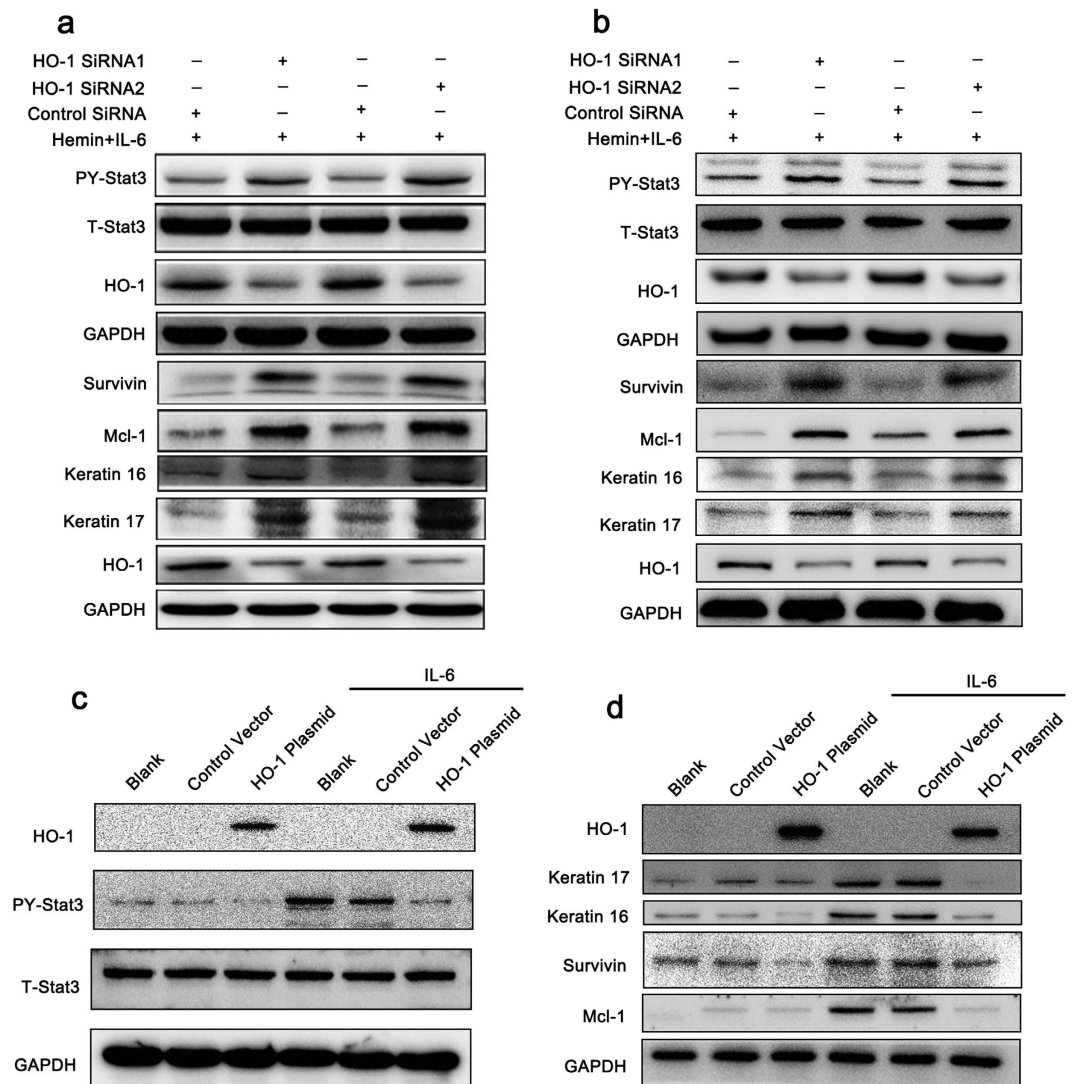 a
HO-1 SiRNA1 – + – –
HO-1 SiRNA2 – – – +
Control SiRNA + – + –
Hemin+IL-6 + + + +
PY-Stat3
T-Stat3
HO-1
GAPDH
Survivin
Mcl-1
Keratin 16
Keratin 17
HO-1
GAPDH
b
HO-1 SiRNA1 – + – –
HO-1 SiRNA2 – – – +
Control SiRNA + – + –
Hemin+IL-6 + + + +
PY-Stat3
T-Stat3
HO-1
GAPDH
Survivin
Mcl-1
Keratin 16
Keratin 17
HO-1
GAPDH
c
IL-6
Blank Control Vector HO-1 Plasmid Blank Control Vector HO-1 Plasmid
HO-1
PY-Stat3
T-Stat3
GAPDH
d
IL-6
Blank Control Vector HO-1 Plasmid Blank Control Vector HO-1 Plasmid
HO-1
Keratin 17
Keratin 16
Survivin
Mcl-1
GAPDH